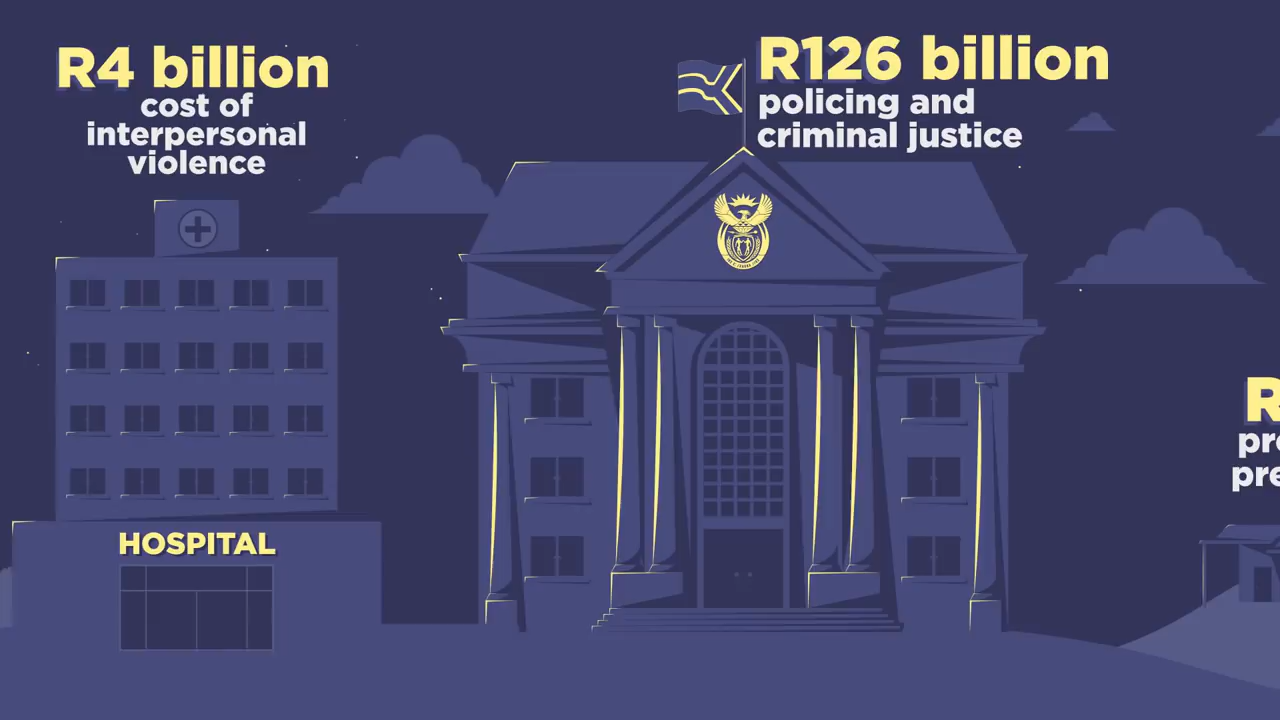 R4 billion
cost of
interpersonal
violence
R126 billion
policing and
criminal justice
HOSPITAL